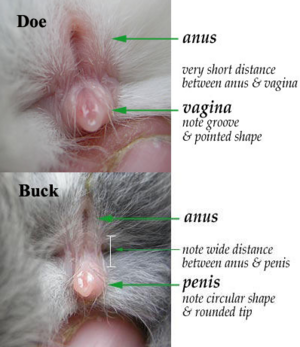 Doe
anus
very short distance
between anus & vagina
vagina
note groove
& pointed shape
Buck
anus
note wide distance
between anus & penis
penis
note circular shape
& rounded tip